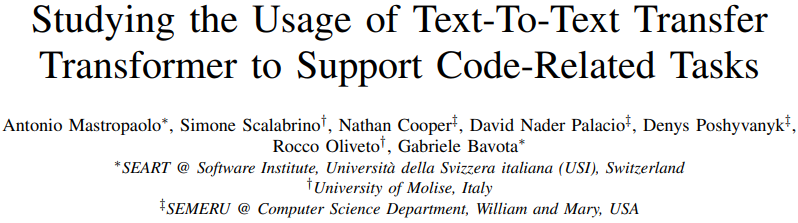 Studying the Usage of Text-To-Text Transfer
Transformer to Support Code-Related Tasks
Antonio Mastropaolo*, Simone Scalabrino†, Nathan Cooper‡, David Nader Palacio‡, Denys Poshyvanyk‡,
Rocco Oliveto†, Gabriele Bavota*
*SEART @ Software Institute, Università della Svizzera italiana (USI), Switzerland
†University of Molise, Italy
‡SEMERU @ Computer Science Department, William and Mary, USA